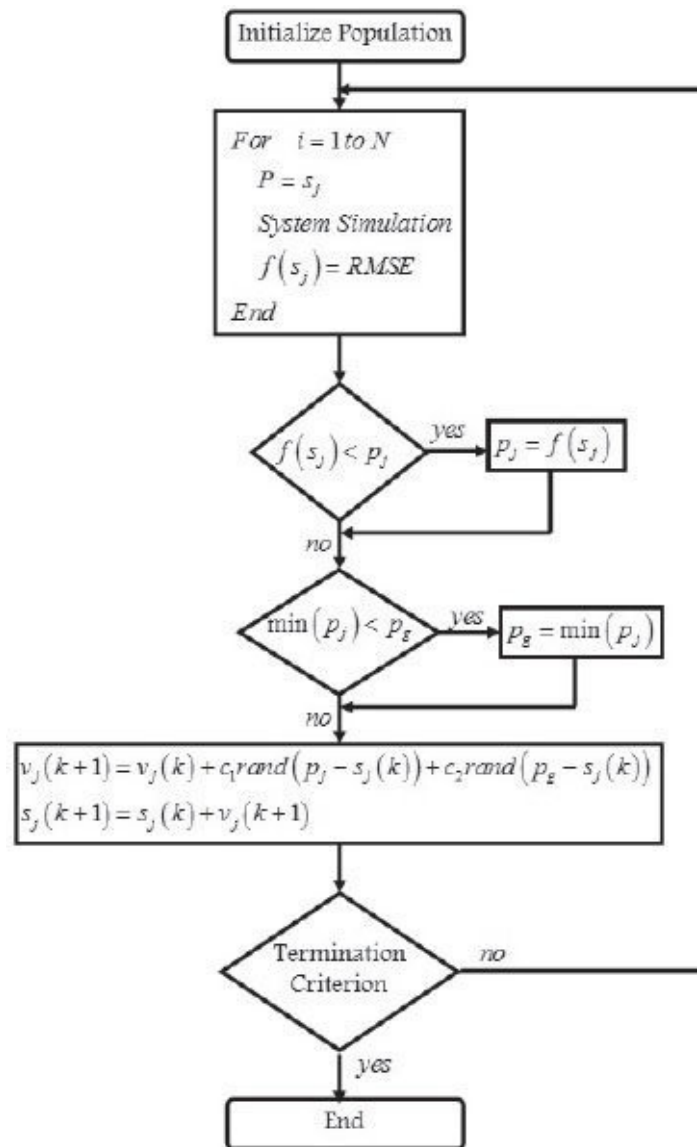 Initialize Population
For i = 1 to N
P = s_j
System Simulation
f(s_j) = RMSE
End
f(s_j) < p_j
yes
p_j = f(s_j)
no
min(p_j) < p_g
yes
p_g = min(p_j)
no
v_j(k+1) = v_j(k) + c_1rand(p_j − s_j(k)) + c_2rand(p_g − s_j(k))
s_j(k+1) = s_j(k) + v_j(k+1)
Termination
Criterion
no
yes
End